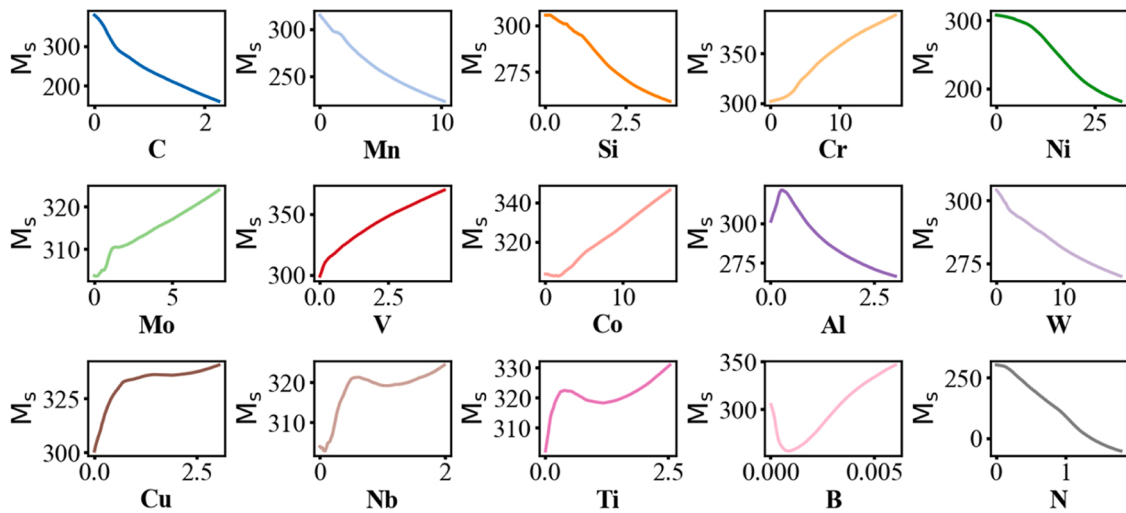 M_s 300 200 0 2 C
M_s 300 250 0 10 Mn
M_s 300 275 0.0 2.5 Si
M_s 350 300 0 10 Cr
M_s 300 200 0 25 Ni
M_s 320 310 0 5 Mo
M_s 350 300 0.0 2.5 V
M_s 340 320 0 10 Co
M_s 300 275 0.0 2.5 Al
M_s 300 275 0 10 W
M_s 325 300 0.0 2.5 Cu
M_s 320 310 0 2 Nb
M_s 330 320 310 0.0 2.5 Ti
M_s 350 300 0.000 0.005 B
M_s 250 0 0 1 N